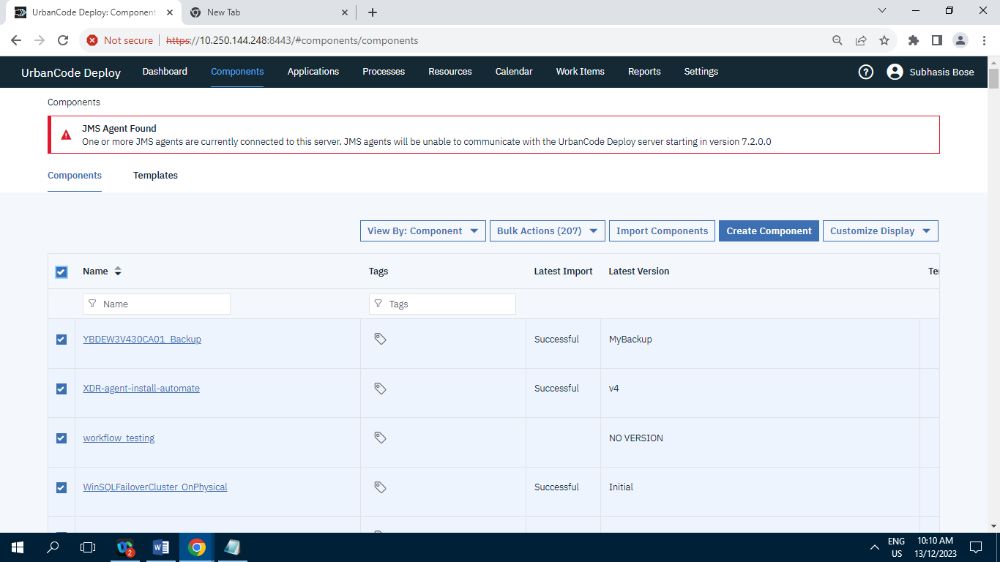 UrbanCode Deploy: Component
New Tab
Not secure
https://10.250.144.248:8443/#components/components
UrbanCode Deploy
Dashboard
Components
Applications
Processes
Resources
Calendar
Work Items
Reports
Settings
Subhasis Bose
Components
JMS Agent Found
One or more JMS agents are currently connected to this server. JMS agents will be unable to communicate with the UrbanCode Deploy server starting in version 7.2.0.0
Components
Templates
View By: Component
Bulk Actions (207)
Import Components
Create Component
Customize Display
Name
Tags
Latest Import
Latest Version
Name
Tags
YBDEW3V430CA01_Backup
Successful
MyBackup
XDR-agent-install-automate
Successful
v4
workflow_testing
NO VERSION
WinSQLFailoverCluster_OnPhysical
Successful
Initial
2
ENG
US
10:10 AM
13/12/2023